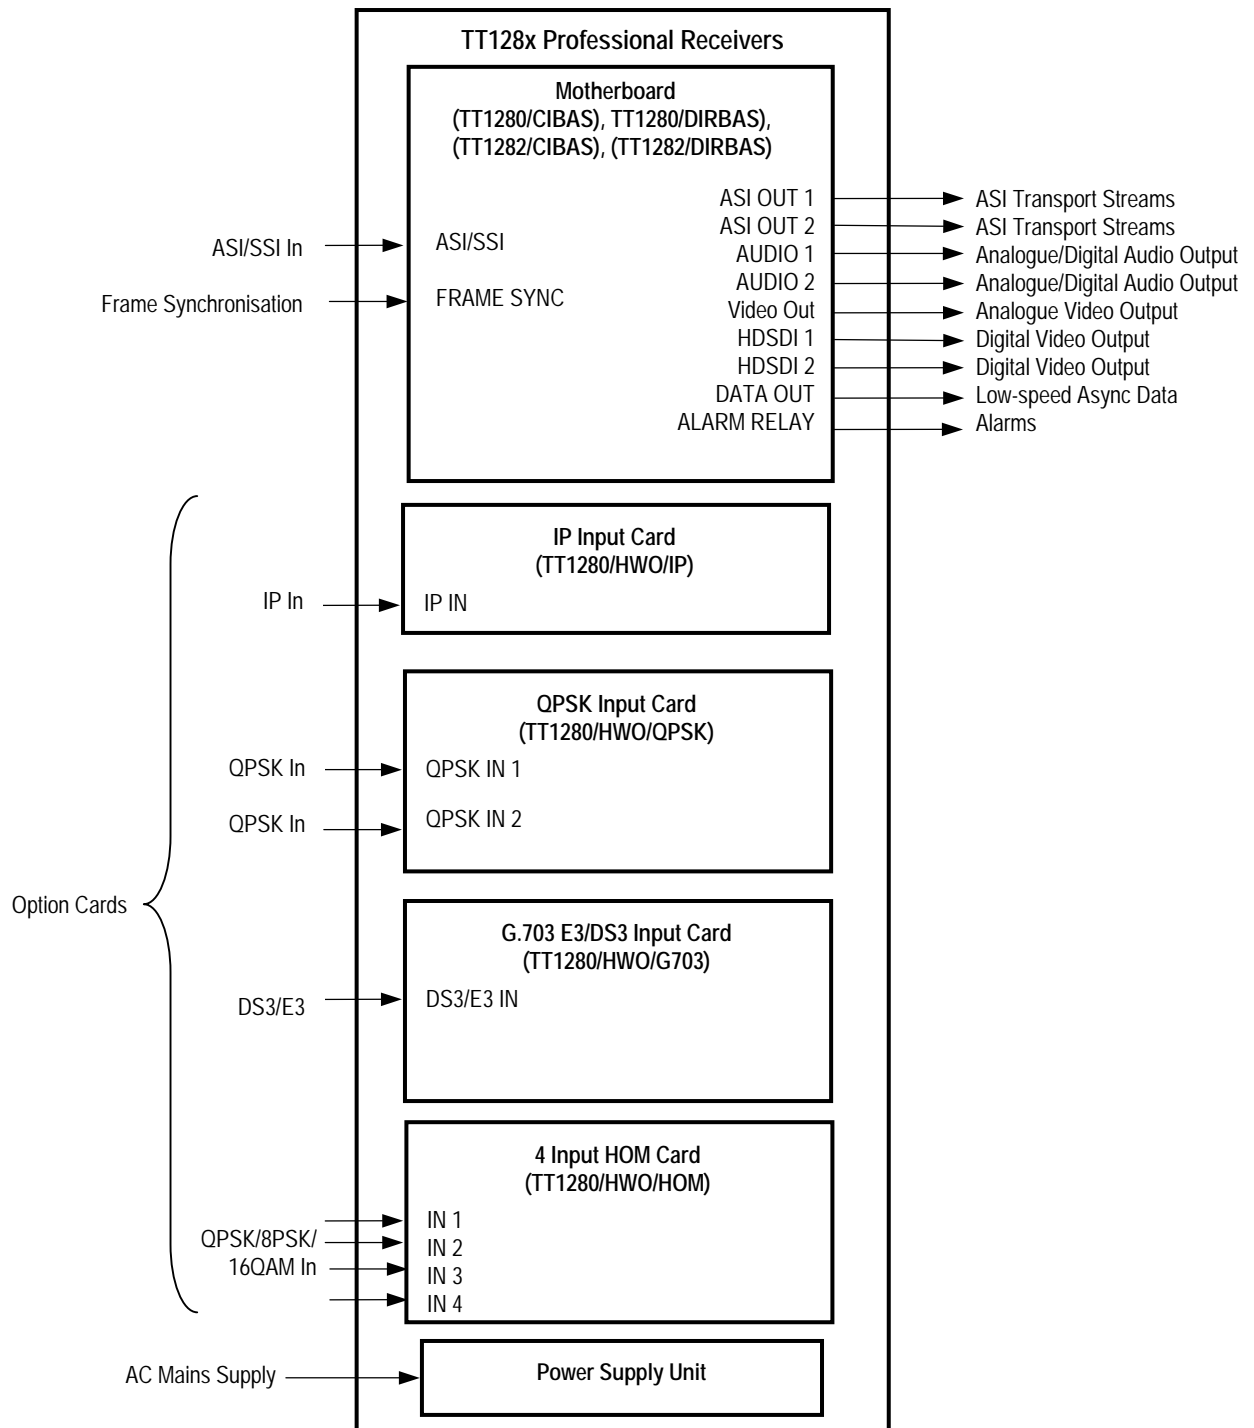 TT128x Professional Receivers
Motherboard
(TT1280/CIBAS), TT1280/DIRBAS),
(TT1282/CIBAS), (TT1282/DIRBAS)
ASI/SSI In
ASI/SSI
Frame Synchronisation
FRAME SYNC
ASI OUT 1
ASI Transport Streams
ASI OUT 2
ASI Transport Streams
AUDIO 1
Analogue/Digital Audio Output
AUDIO 2
Analogue/Digital Audio Output
Video Out
Analogue Video Output
HDSDI 1
Digital Video Output
HDSDI 2
Digital Video Output
DATA OUT
Low-speed Async Data
ALARM RELAY
Alarms
Option Cards
IP Input Card
(TT1280/HWO/IP)
IP In
IP IN
QPSK Input Card
(TT1280/HWO/QPSK)
QPSK In
QPSK IN 1
QPSK In
QPSK IN 2
G.703 E3/DS3 Input Card
(TT1280/HWO/G703)
DS3/E3
DS3/E3 IN
4 Input HOM Card
(TT1280/HWO/HOM)
QPSK/8PSK/
16QAM In
IN 1
IN 2
IN 3
IN 4
AC Mains Supply
Power Supply Unit